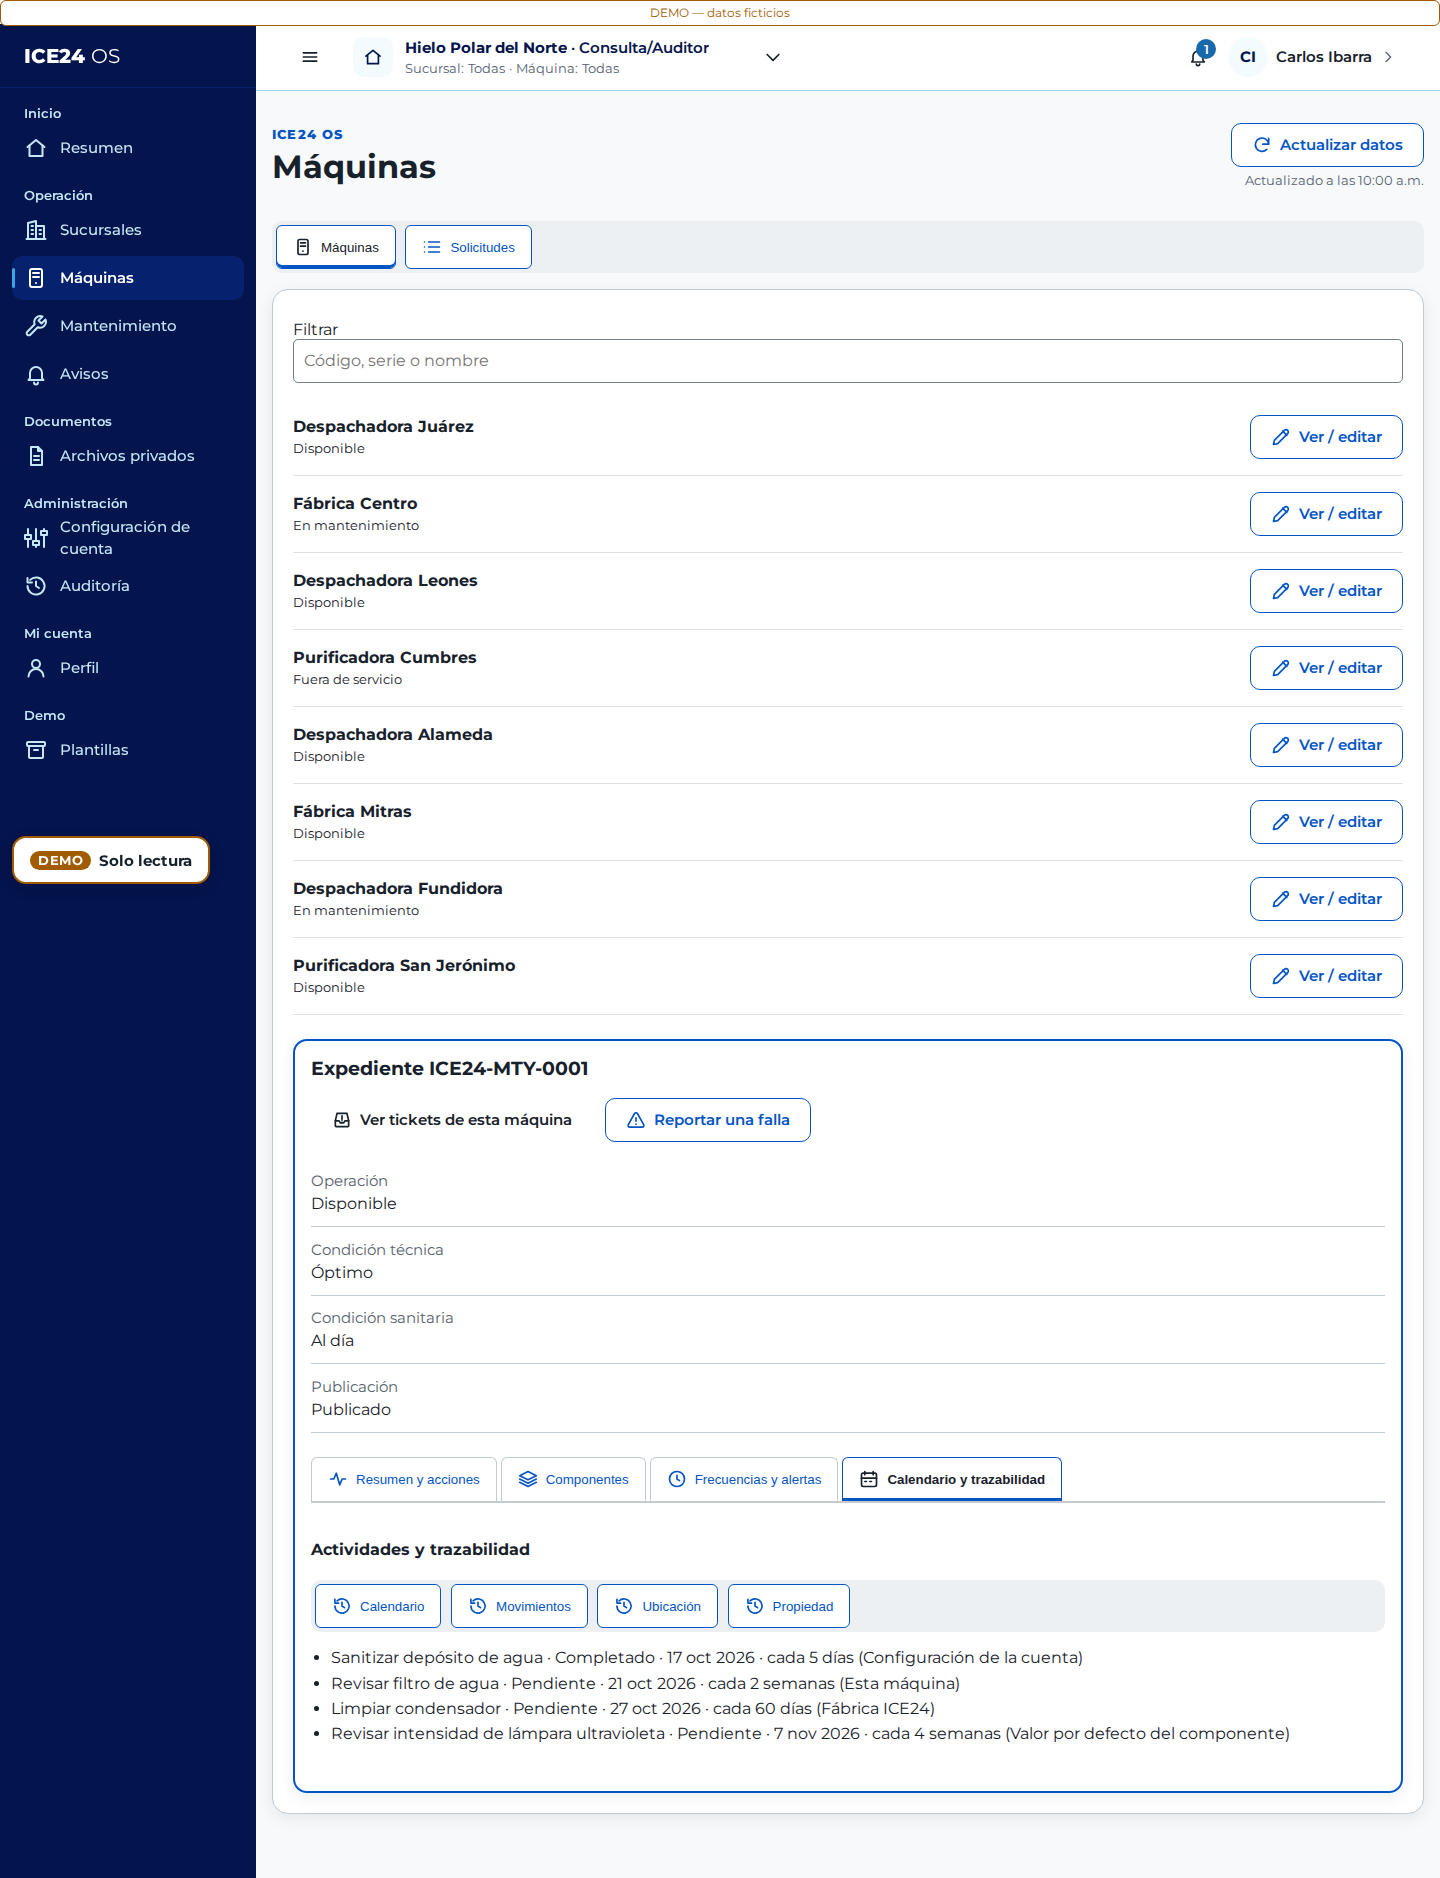 DEMO — datos ficticios
ICE24 OS
Inicio
Resumen
Operación
Sucursales
Máquinas
Mantenimiento
Avisos
Documentos
Archivos privados
Administración
Configuración de
cuenta
Auditoría
Mi cuenta
Perfil
Demo
Plantillas
DEMO Solo lectura
Hielo Polar del Norte · Consulta/Auditor
Sucursal: Todas · Máquina: Todas
1
CI Carlos Ibarra
ICE24 OS
Máquinas
Actualizar datos
Actualizado a las 10:00 a.m.
Máquinas Solicitudes
Filtrar
Código, serie o nombre
Despachadora Juárez
Disponible
Ver / editar
Fábrica Centro
En mantenimiento
Ver / editar
Despachadora Leones
Disponible
Ver / editar
Purificadora Cumbres
Fuera de servicio
Ver / editar
Despachadora Alameda
Disponible
Ver / editar
Fábrica Mitras
Disponible
Ver / editar
Despachadora Fundidora
En mantenimiento
Ver / editar
Purificadora San Jerónimo
Disponible
Ver / editar
Expediente ICE24-MTY-0001
Ver tickets de esta máquina Reportar una falla
Operación
Disponible
Condición técnica
Óptimo
Condición sanitaria
Al día
Publicación
Publicado
Resumen y acciones Componentes Frecuencias y alertas Calendario y trazabilidad
Actividades y trazabilidad
Calendario Movimientos Ubicación Propiedad
• Sanitizar depósito de agua · Completado · 17 oct 2026 · cada 5 días (Configuración de la cuenta)
• Revisar filtro de agua · Pendiente · 21 oct 2026 · cada 2 semanas (Esta máquina)
• Limpiar condensador · Pendiente · 27 oct 2026 · cada 60 días (Fábrica ICE24)
• Revisar intensidad de lámpara ultravioleta · Pendiente · 7 nov 2026 · cada 4 semanas (Valor por defecto del componente)